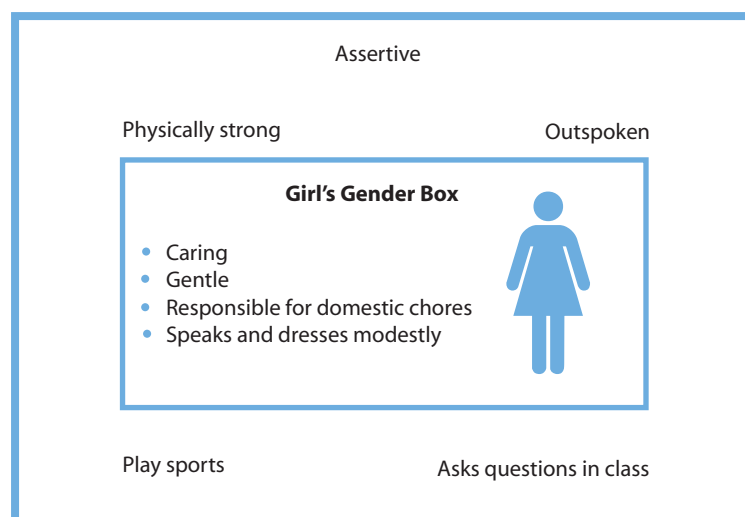 Assertive
Physically strong
Outspoken
Girl’s Gender Box
• Caring
• Gentle
• Responsible for domestic chores
• Speaks and dresses modestly
Play sports
Asks questions in class